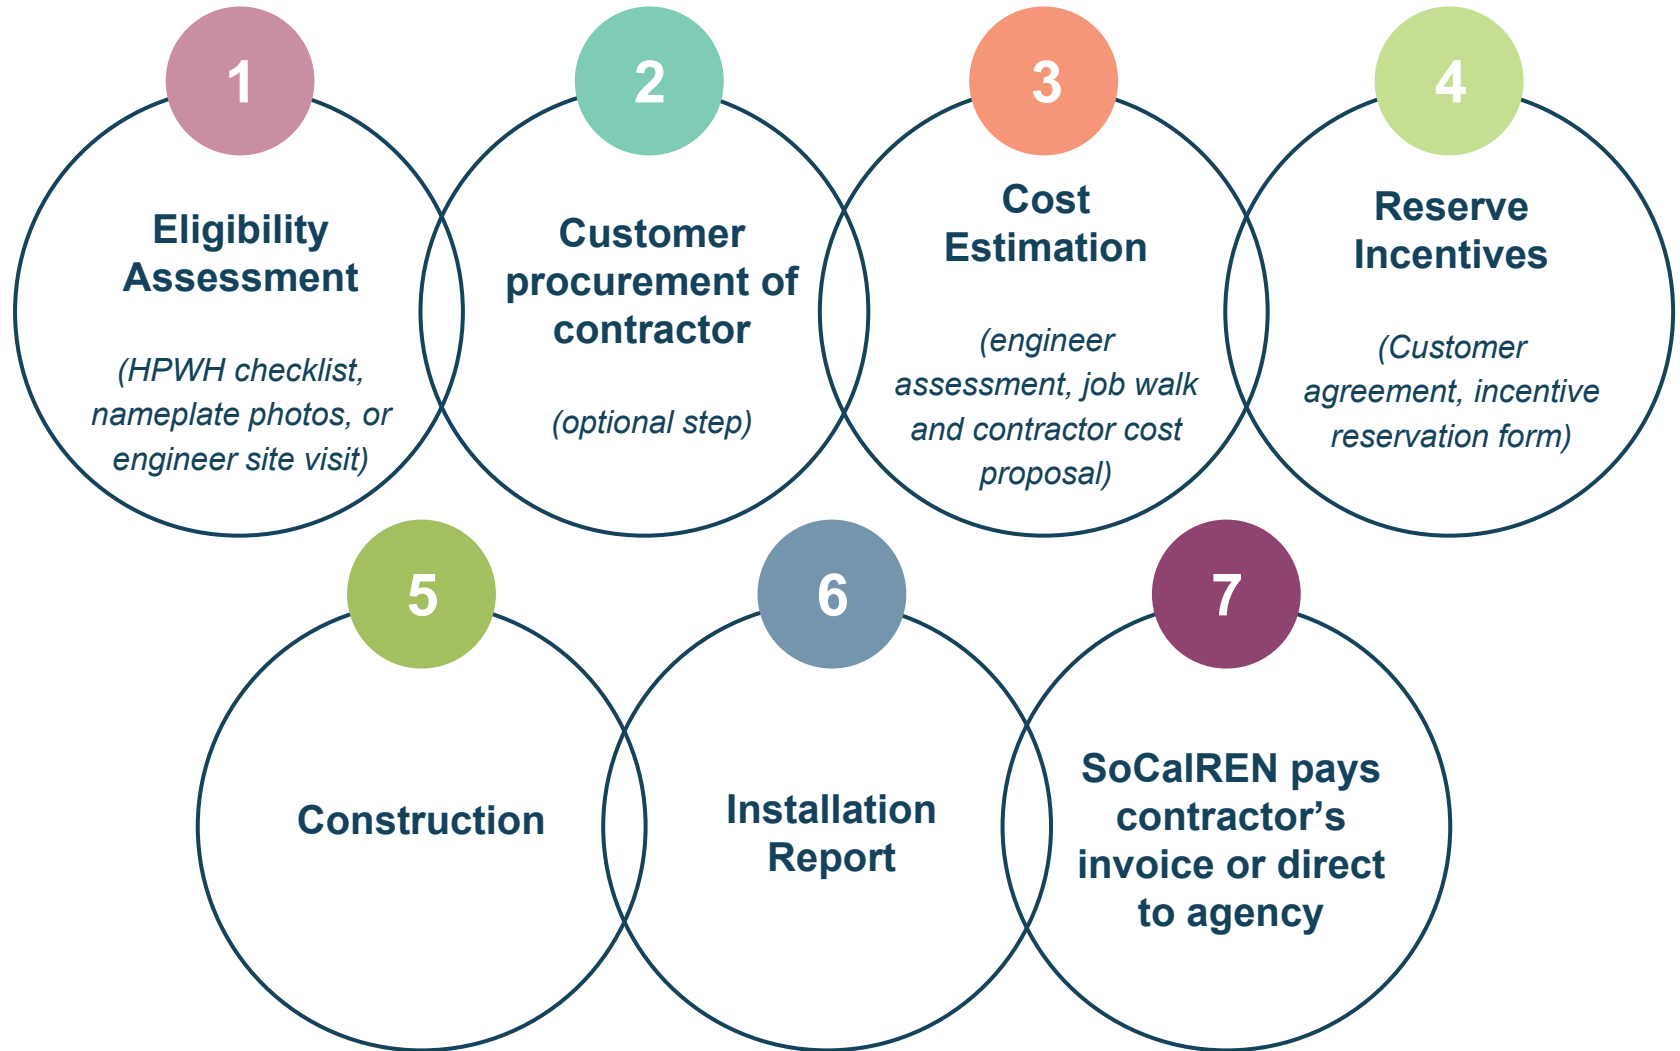 1
Eligibility
Assessment
(HPWH checklist,
nameplate photos, or
engineer site visit)
2
Customer
procurement of
contractor
(optional step)
3
Cost
Estimation
(engineer
assessment, job walk
and contractor cost
proposal)
4
Reserve
Incentives
(Customer
agreement, incentive
reservation form)
5
Construction
6
Installation
Report
7
SoCalREN pays
contractor’s
invoice or direct
to agency